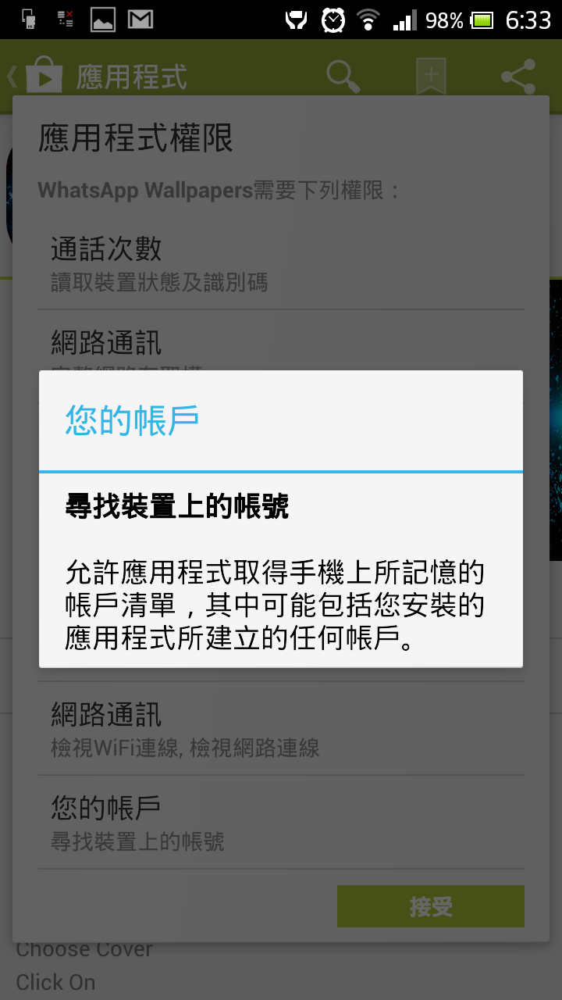 98% 6:33
應用程式
應用程式權限
WhatsApp Wallpapers需要下列權限：
通話次數
讀取裝置狀態及識別碼
網路通訊
您的帳戶
尋找裝置上的帳號
允許應用程式取得手機上所記憶的
帳戶清單，其中可能包括您安裝的
應用程式所建立的任何帳戶。
網路通訊
檢視WiFi連線, 檢視網路連線
您的帳戶
尋找裝置上的帳號
接受
Choose Cover
Click On